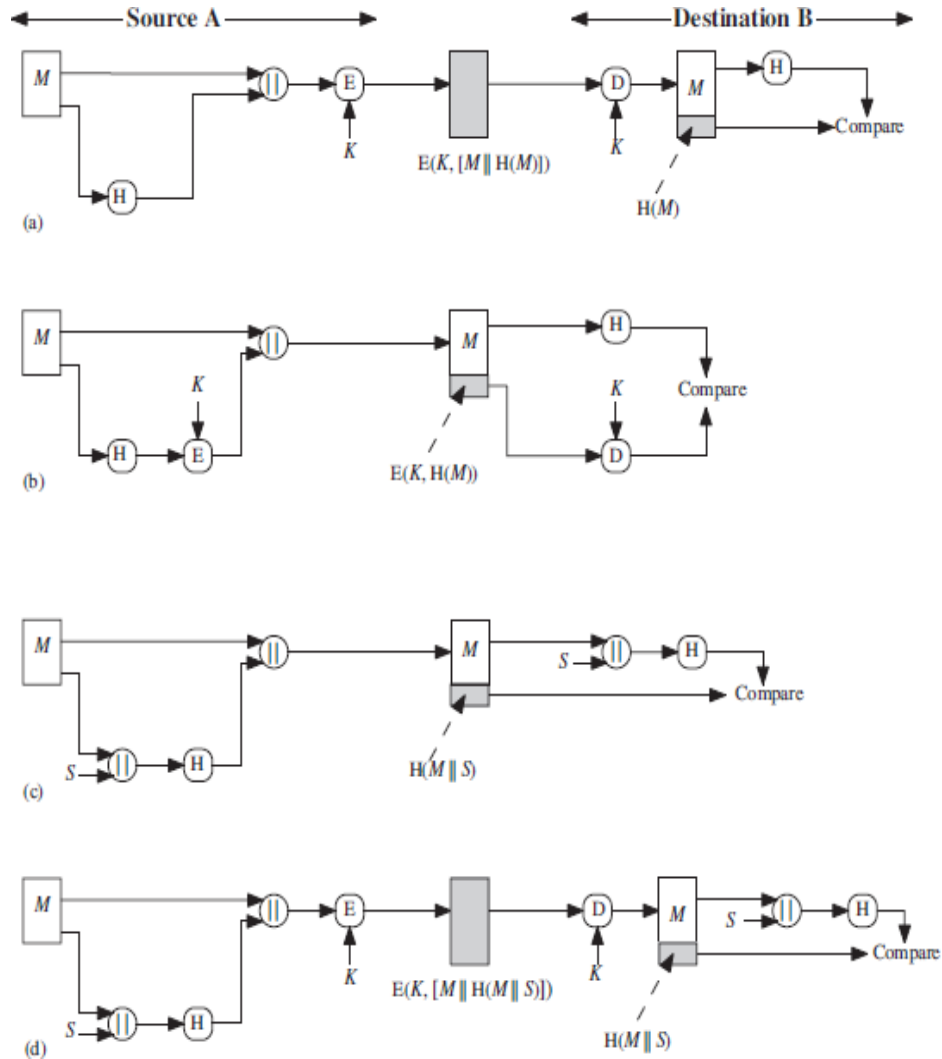 Source A Destination B
M || E D M H
K K Compare
E(K, [M || H(M)])
H H(M)
(a)
M || M H
K K Compare
H E D
E(K, H(M))
(b)
M || M || H
S Compare
S || H H(M || S)
(c)
M || E D M || H
S
K K Compare
E(K, [M || H(M || S)])
S || H
H(M || S)
(d)